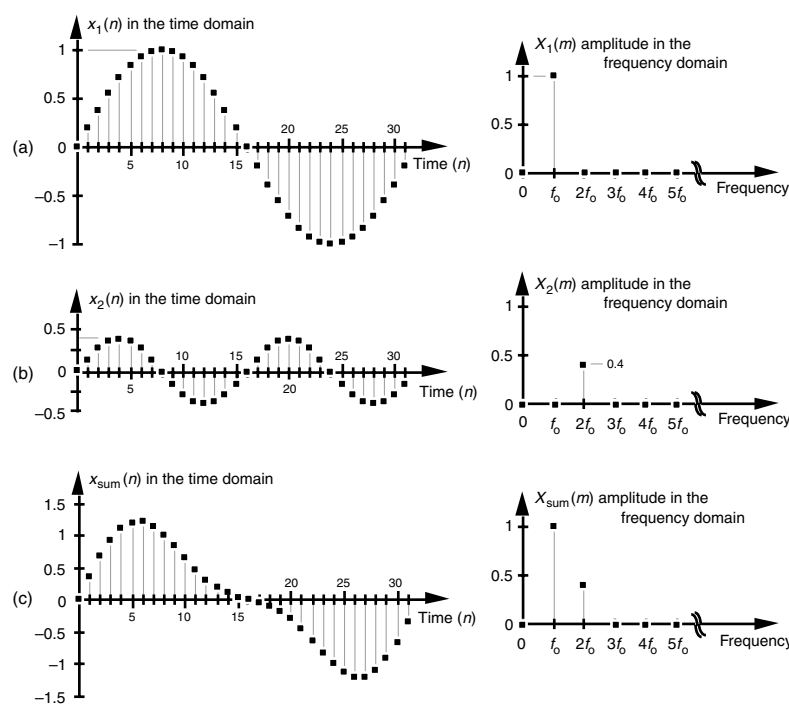 x1(n) in the time domain
1
0.5
0
−0.5
−1
(a)
5
10
15
20
25
30
Time (n)
X1(m) amplitude in the
frequency domain
1
0.5
0
0
fo
2fo
3fo
4fo
5fo
Frequency
x2(n) in the time domain
0.5
0
−0.5
(b)
5
10
15
20
25
30
Time (n)
X2(m) amplitude in the
frequency domain
1
0.5
0
0.4
0
fo
2fo
3fo
4fo
5fo
Frequency
xsum(n) in the time domain
1.5
1
0.5
0
−0.5
−1
−1.5
(c)
5
10
15
20
25
30
Time (n)
Xsum(m) amplitude in the
frequency domain
1
0.5
0
0
fo
2fo
3fo
4fo
5fo
Frequency